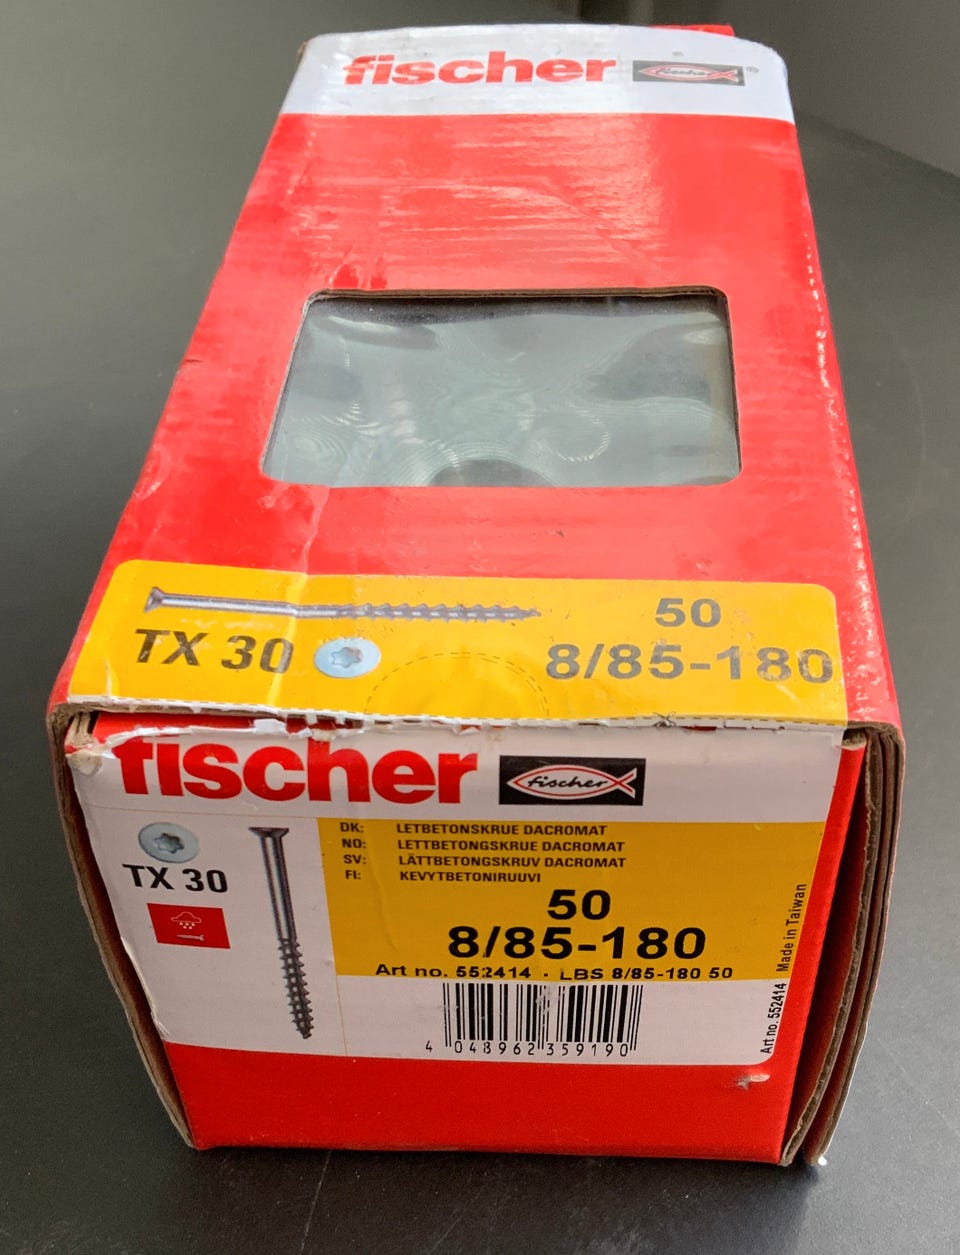 fischer fischer ®
50
TX 30 8/85-180
fischer fischer
DK: LETBETONSKRUE DACROMAT
NO: LETTBETONGSKRUE DACROMAT
SV: LÄTTBETONGSKRUV DACROMAT
FI: KEVYTBETONIRUUVI
TX 30
50
8/85-180
Art no. 552414 · LBS 8/85-180 50
4 048962 359190
Art no. 552414 Made in Taiwan